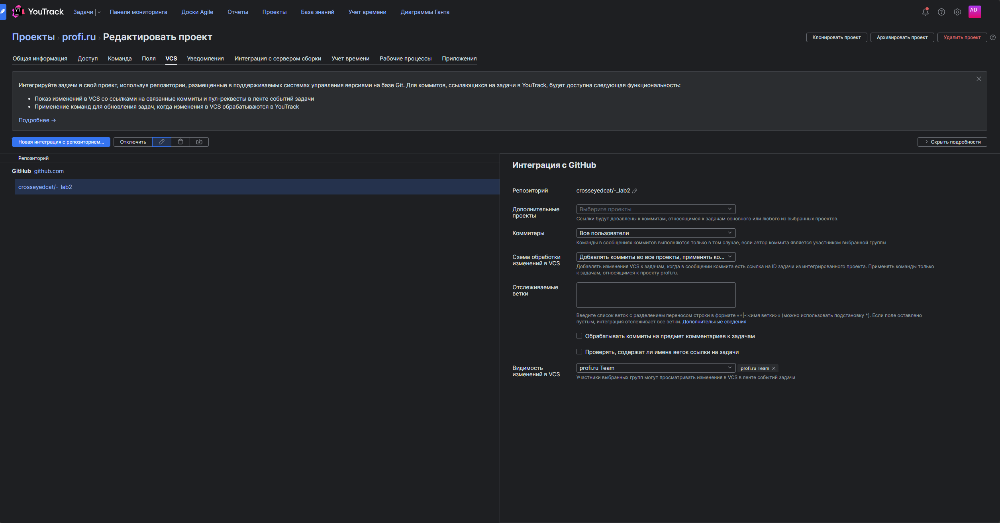 YT YouTrack Задачи Панели мониторинга Доски Agile Отчеты Проекты База знаний Учет времени Диаграммы Ганта AD
Проекты › profi.ru › Редактировать проект Клонировать проект Архивировать проект Удалить проект
Общая информация Доступ Команда Поля VCS Уведомления Интеграция с сервером сборки Учет времени Рабочие процессы Приложения
Интегрируйте задачи в свой проект, используя репозитории, размещенные в поддерживаемых системах управления версиями на базе Git. Для коммитов, ссылающихся на задачи в YouTrack, будет доступна следующая функциональность:
• Показ изменений в VCS со ссылками на связанные коммиты и пул-реквесты в ленте событий задачи
• Применение команд для обновления задач, когда изменения в VCS обрабатываются в YouTrack
Подробнее →
Новая интеграция с репозиторием... Отключить Скрыть подробности
Репозиторий
GitHub github.com
crosseyedcat/-_lab2
Интеграция с GitHub
Репозиторий crosseyedcat/-_lab2
Дополнительные проекты
Выберите проекты
Ссылки будут добавлены к коммитам, относящимся к задачам основного или любого из выбранных проектов.
Коммитеры Все пользователи
Команды в сообщениях коммитов выполняются только в том случае, если автор коммита является участником выбранной группы
Схема обработки изменений в VCS
Добавлять коммиты во все проекты, применять ко...
Добавлять изменения VCS к задачам, когда в сообщении коммита есть ссылка на ID задачи из интегрированного проекта. Применять команды только
к задачам, относящимся к проекту profi.ru.
Отслеживаемые ветки
Введите список веток с разделением переносом строки в формате «+|-:<имя ветки>» (можно использовать подстановку *). Если поле оставлено
пустым, интеграция отслеживает все ветки. Дополнительные сведения
Обрабатывать коммиты на предмет комментариев к задачам
Проверять, содержат ли имена веток ссылки на задачи
Видимость изменений в VCS
profi.ru Team profi.ru Team
Участники выбранных групп могут просматривать изменения в VCS в ленте событий задачи